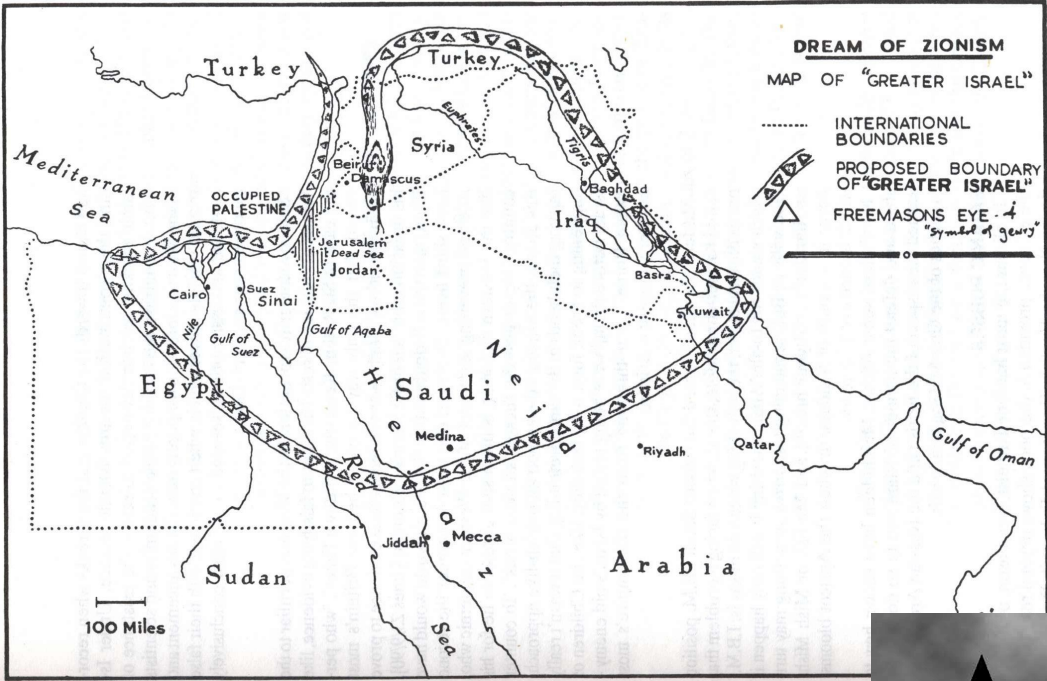 DREAM OF ZIONISM
MAP OF "GREATER ISRAEL"
INTERNATIONAL
BOUNDARIES
PROPOSED BOUNDARY
OF "GREATER ISRAEL"
FREEMASONS EYE -
"Symbol of
Turkey
Turkey
Mediterranean
Sea
Euphrates
Tigris
Syria
Beirut
Damascus
Baghdad
OCCUPIED
PALESTINE
Iraq
Jerusalem
Dead Sea
Jordan
Basra
Cairo
Suez
Sinai
Kuwait
Nile
Gulf of
Suez
Gulf of Aqaba
Egypt
Nejd
Hejaz
Saudi
Medina
Riyadh
Qatar
Gulf of Oman
Red
Sea
Jiddah
Mecca
Arabia
Sudan
100 Miles